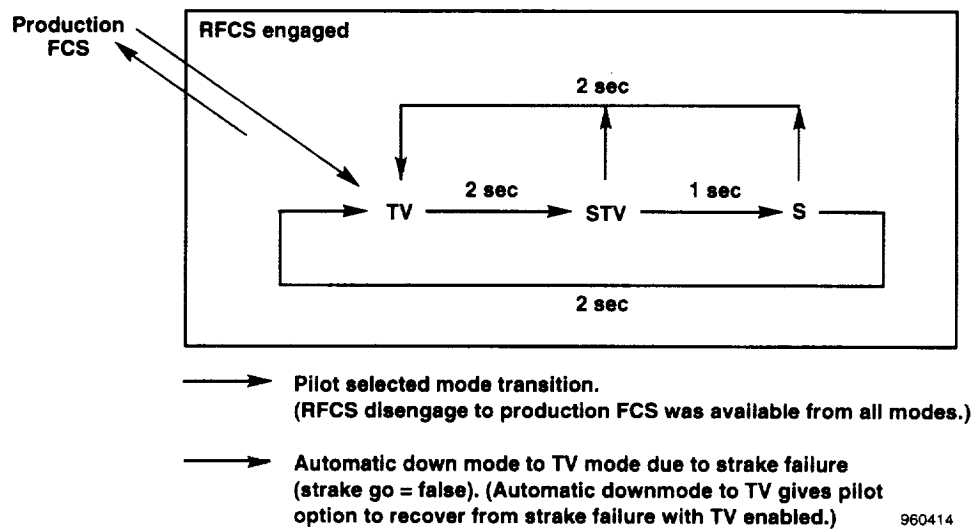 Production
FCS
RFCS engaged
2 sec
TV
2 sec
STV
1 sec
S
2 sec
Pilot selected mode transition.
(RFCS disengage to production FCS was available from all modes.)
Automatic down mode to TV mode due to strake failure
(strake go = false). (Automatic downmode to TV gives pilot
option to recover from strake failure with TV enabled.)
960414